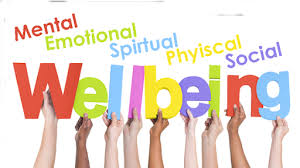 Mental
Emotional
Spirtual
Phyiscal
Social
Wellbeing